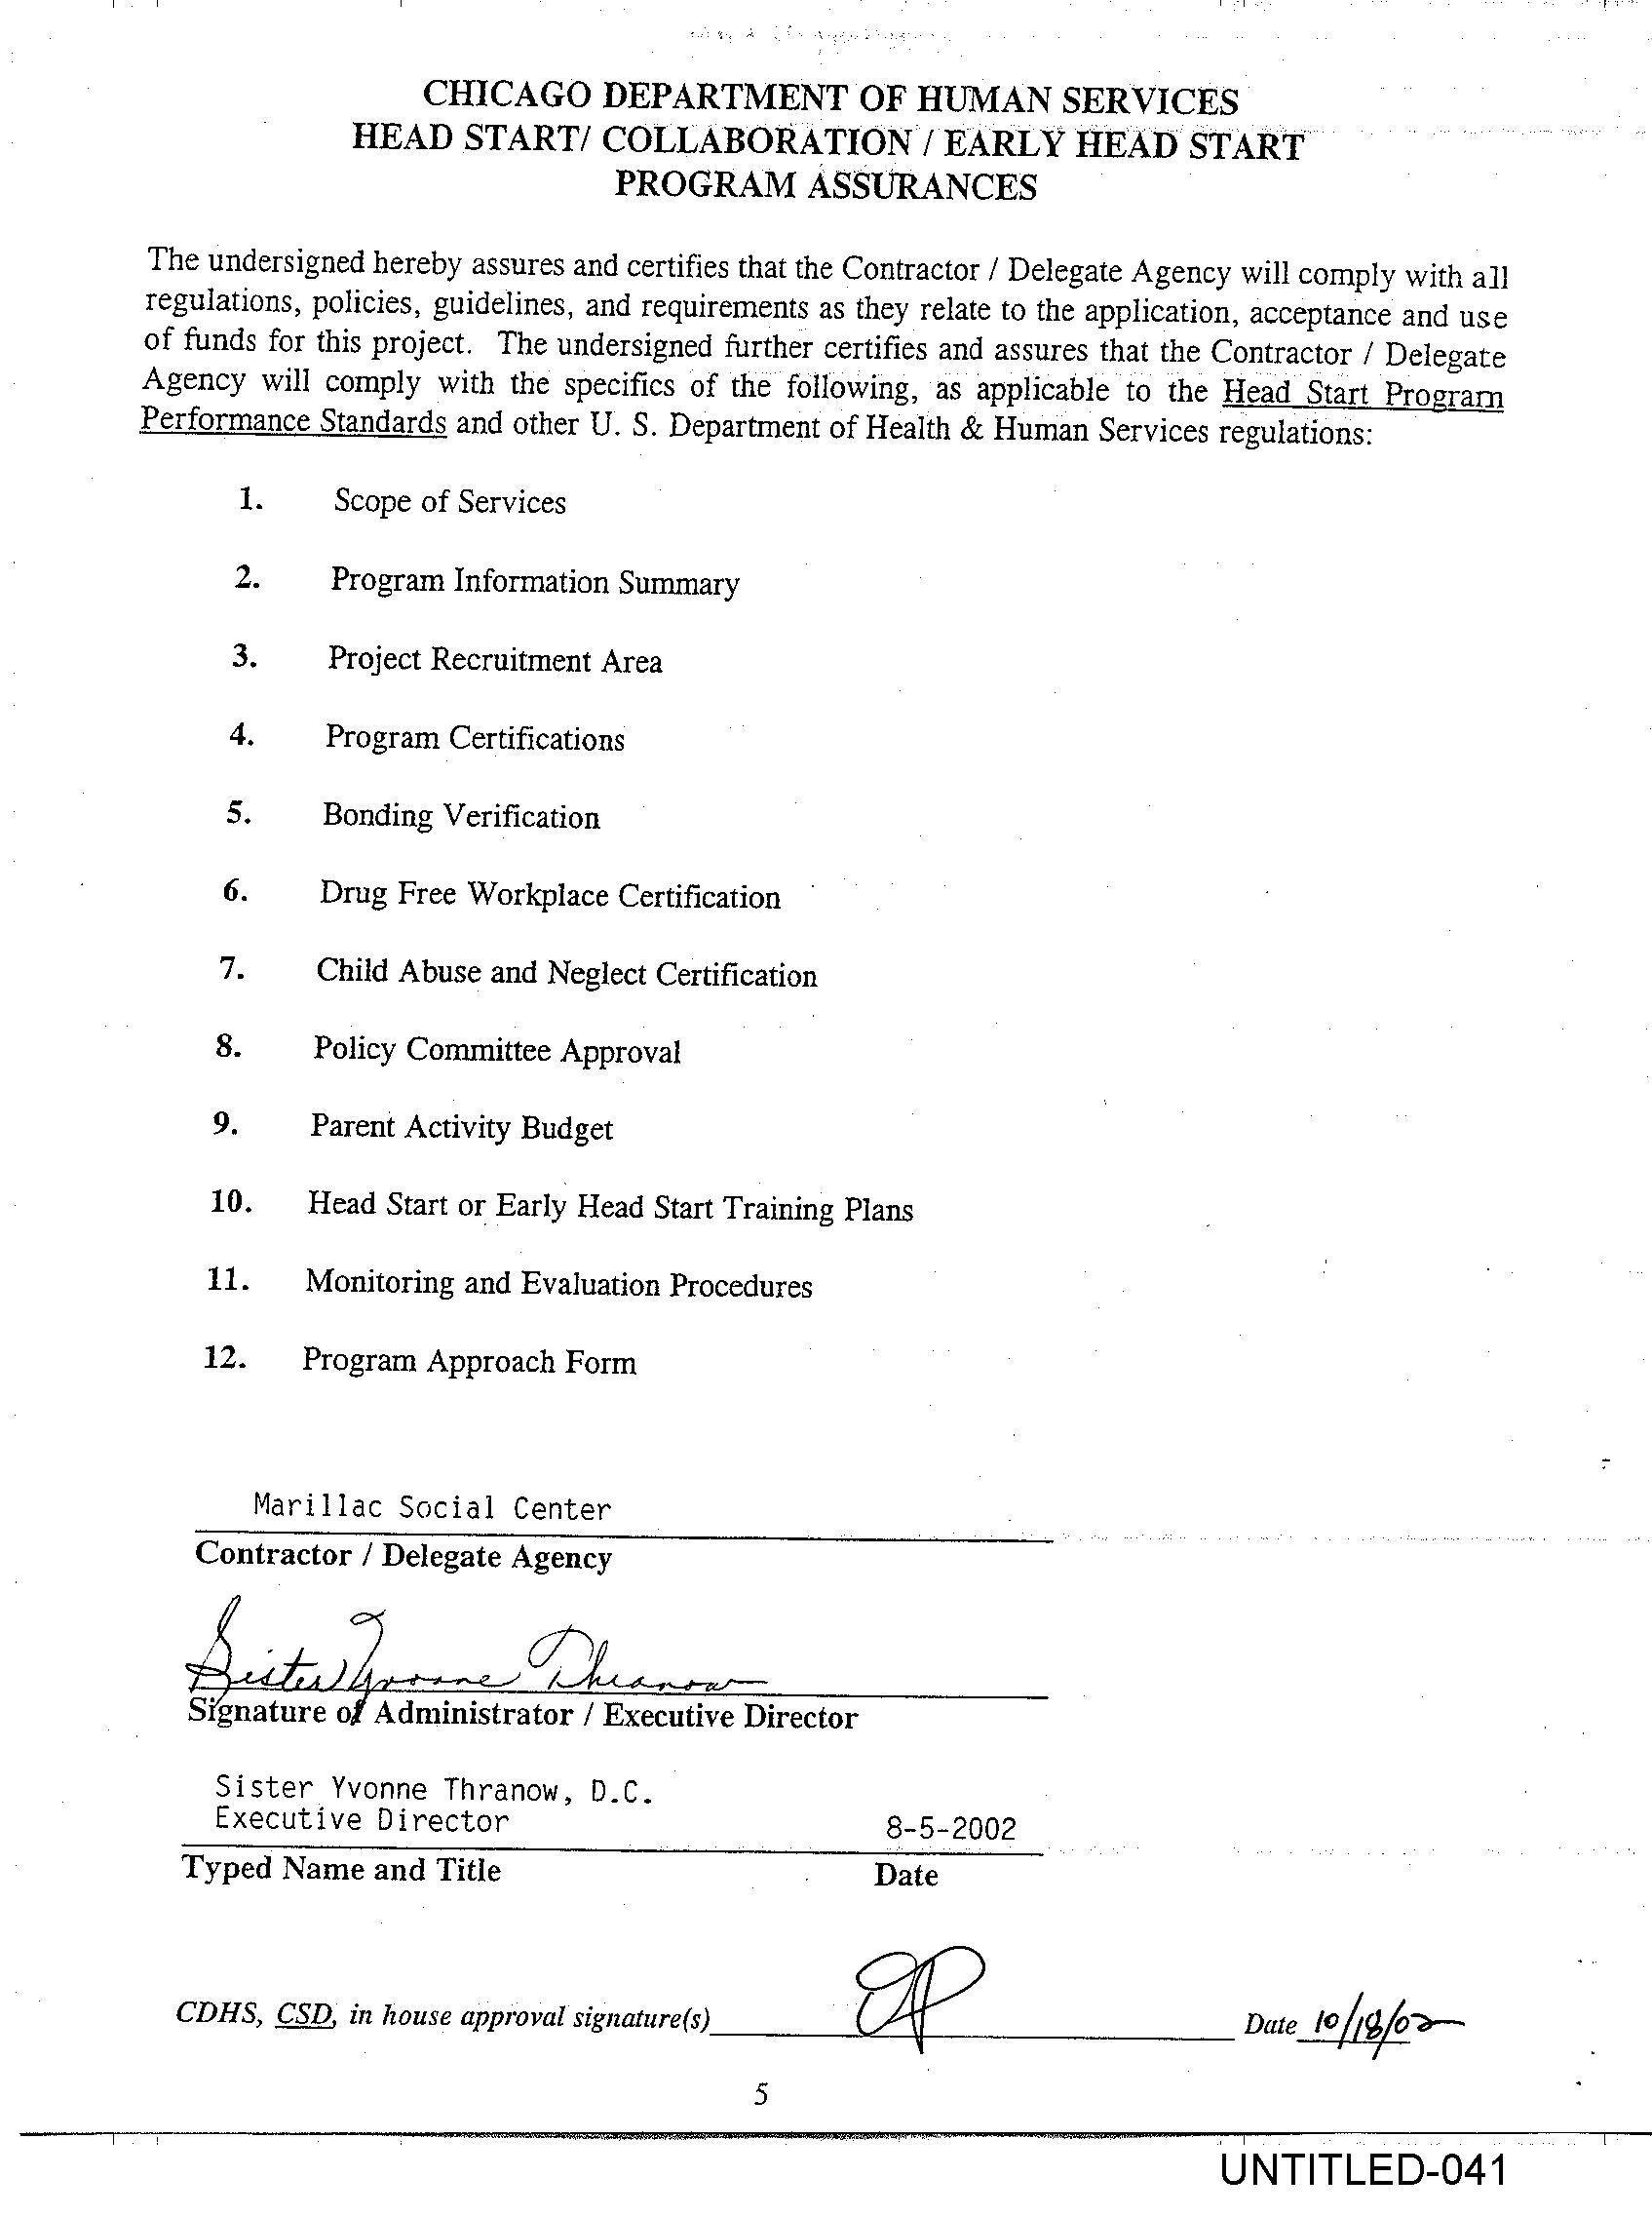 CHICAGO DEPARTMENT OF HUMAN SERVICES
HEAD START/ COLLABORATION / EARLY HEAD START
PROGRAM ASSURANCES
The undersigned hereby assures and certifies that the Contractor / Delegate Agency will comply with all
regulations, policies, guidelines, and requirements as they relate to the application, acceptance and use
of funds for this project. The undersigned further certifies and assures that the Contractor / Delegate
Agency will comply with the specifics of the following, as applicable to the Head Start Program
Performance Standards and other U. S. Department of Health & Human Services regulations:
1. Scope of Services
2. Program Information Summary
3. Project Recruitment Area
4. Program Certifications
5. Bonding Verification
6. Drug Free Workplace Certification
7. Child Abuse and Neglect Certification
8. Policy Committee Approval
9. Parent Activity Budget
10. Head Start or Early Head Start Training Plans
11. Monitoring and Evaluation Procedures
12. Program Approach Form
Marillac Social Center
Contractor / Delegate Agency
Sister Yvonne Thranow
Signature of Administrator / Executive Director
Sister Yvonne Thranow, D.C.
Executive Director 8-5-2002
Typed Name and Title Date
CDHS, CSD, in house approval signature(s) Date 10/18/02
5
UNTITLED-041